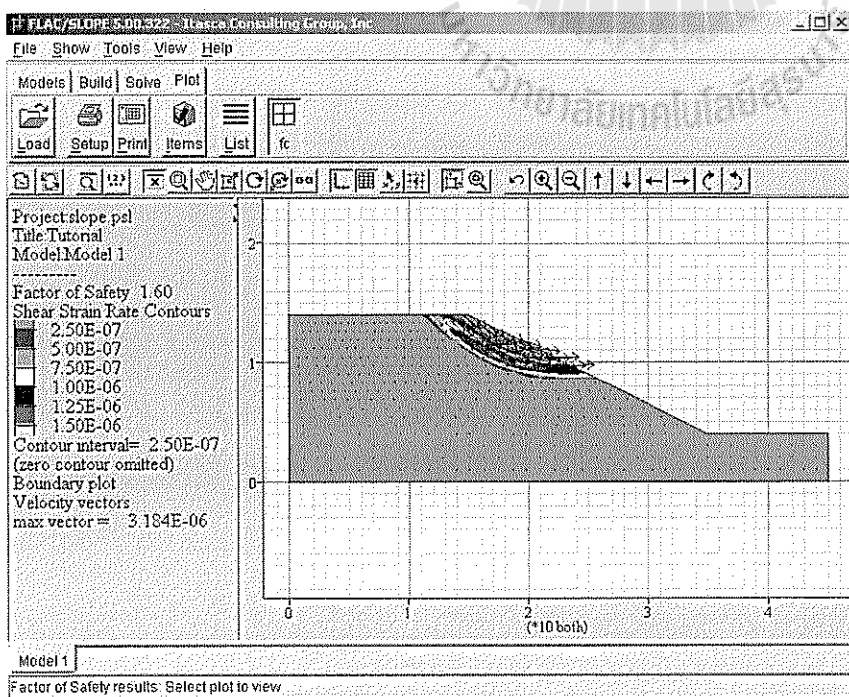 FLAC/SLOPE 5.00.322 - Itasca Consulting Group, Inc
File Show Tools View Help
Models Build Solve Plot
Load Setup Print Items List fc
Project:slope.psl
Title:Tutorial
Model:Model 1
----------
Factor of Safety 1.60
Shear Strain Rate Contours
2.50E-07
5.00E-07
7.50E-07
1.00E-06
1.25E-06
1.50E-06
Contour interval= 2.50E-07
(zero contour omitted)
Boundary plot
Velocity vectors
max vector = 3.184E-06
2
1
0
0 1 2 3 4
(*10 both)
Model 1
Factor of Safety results: Select plot to view